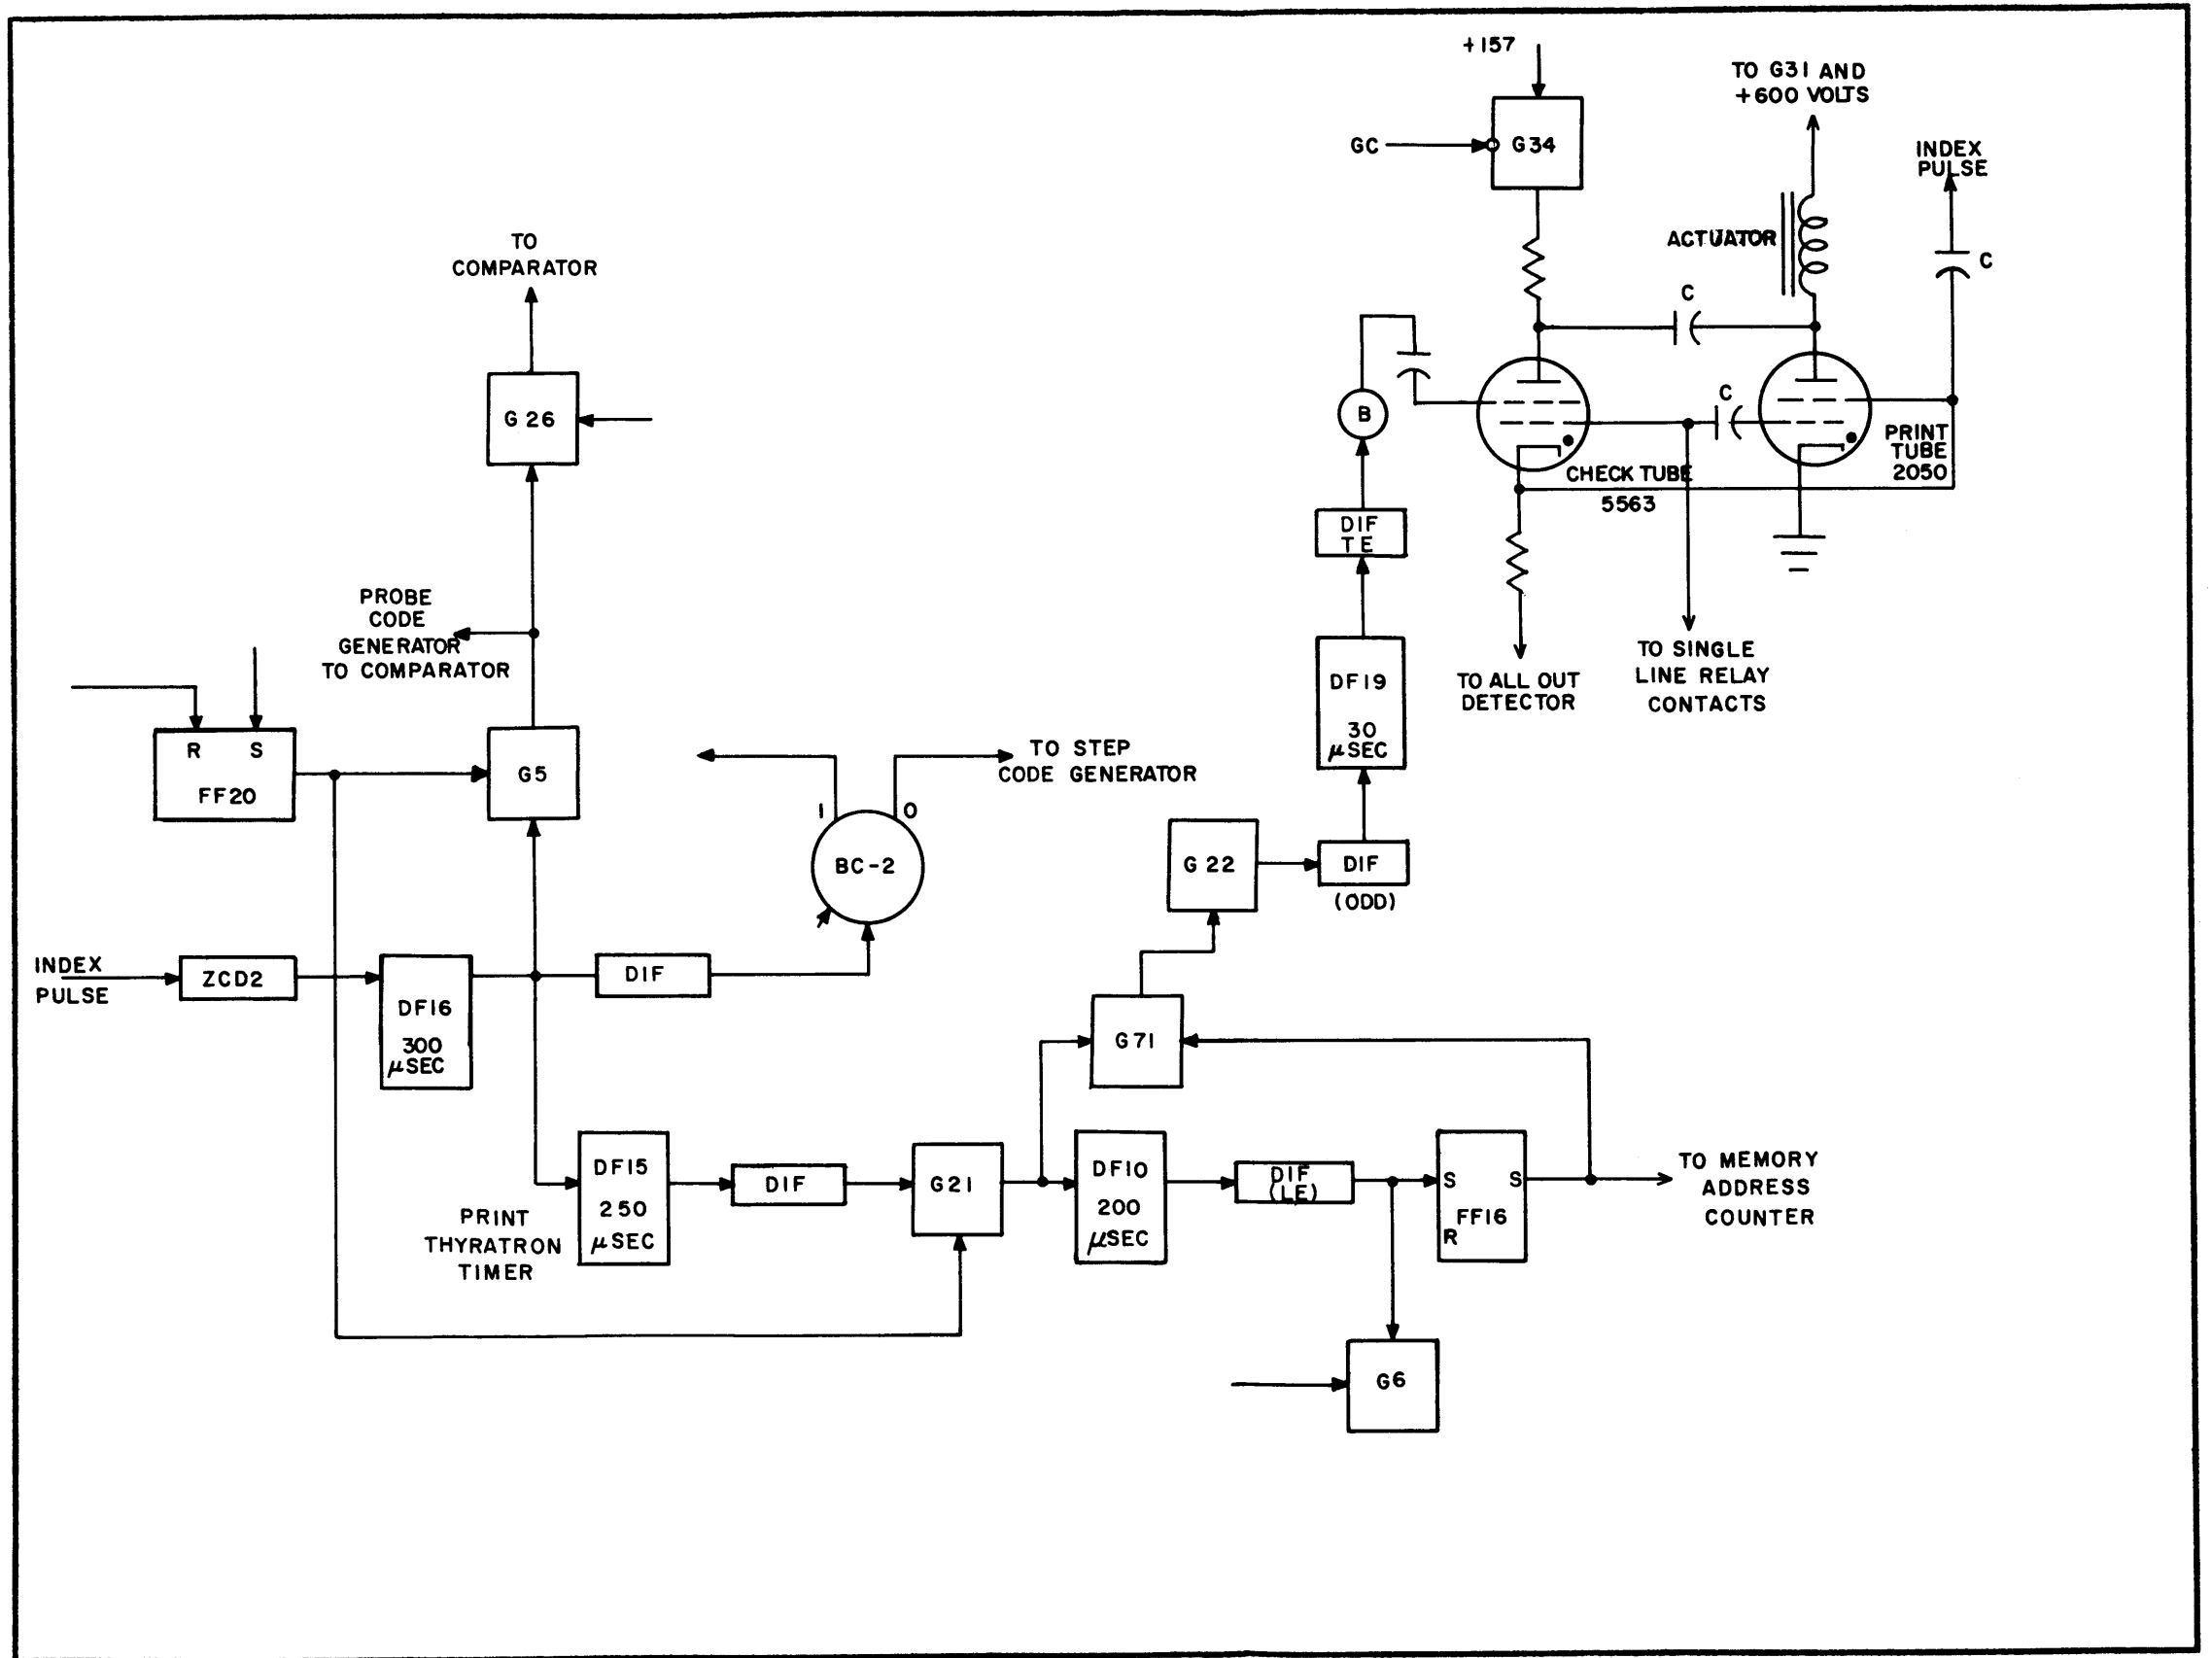 +157
TO G31 AND
+600 VOLTS
GC
G34
INDEX
PULSE
ACTUATOR
C
C
TO
COMPARATOR
G 26
B
C
PRINT
TUBE
2050
CHECK TUBE
5563
DIF
TE
PROBE
CODE
GENERATOR
TO COMPARATOR
DF19
30
μSEC
TO ALL OUT
DETECTOR
TO SINGLE
LINE RELAY
CONTACTS
R S
FF20
G5
TO STEP
CODE GENERATOR
1 0
BC-2
G 22
DIF
(ODD)
INDEX
PULSE
ZCD2
DF16
300
μSEC
DIF
G71
DF15
250
μSEC
PRINT
THYRATRON
TIMER
DIF
G21
DF10
200
μSEC
DIF
(LE)
S S
FF16
R
TO MEMORY
ADDRESS
COUNTER
G6